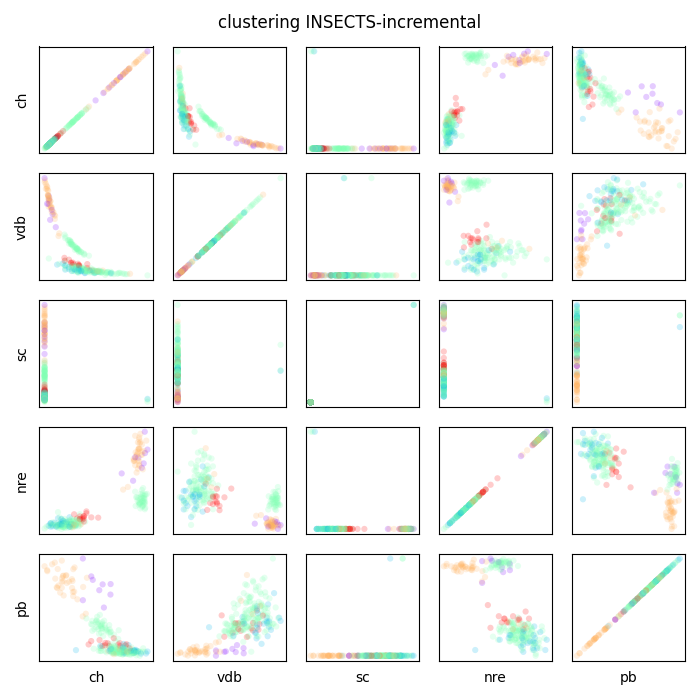 clustering INSECTS-incremental
ch
vdb
sc
nre
pb
ch
vdb
sc
nre
pb